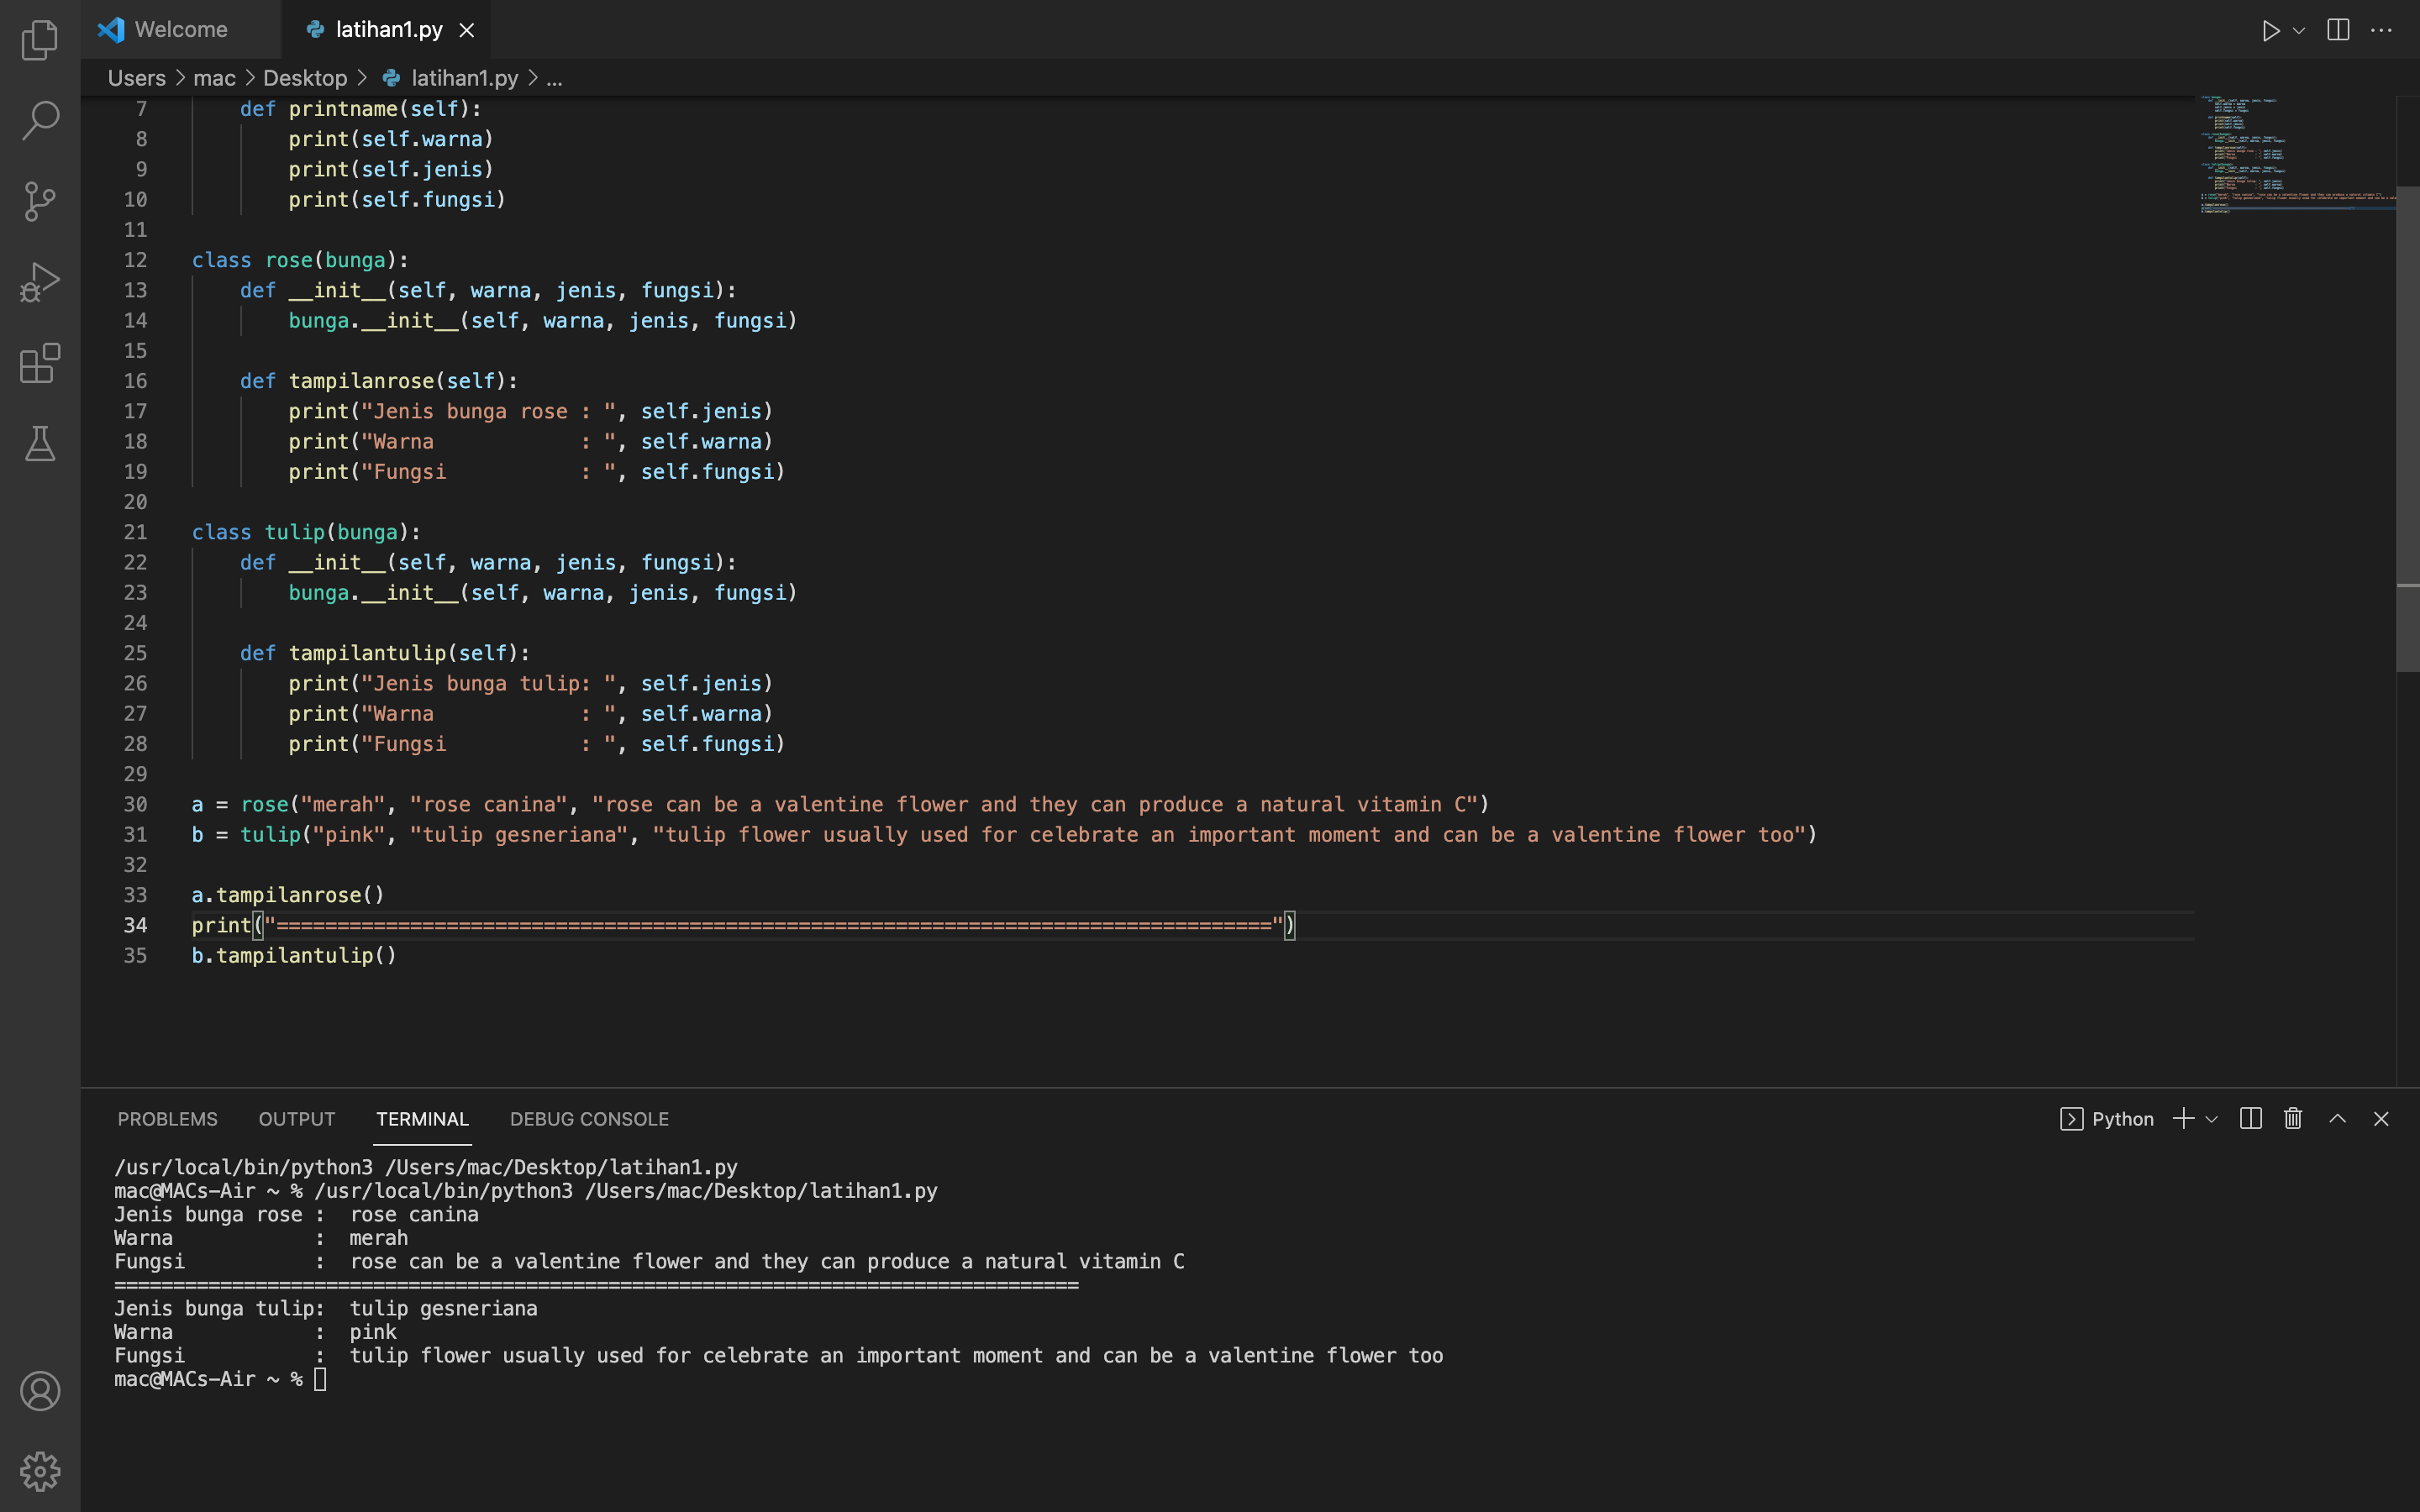 Welcome
latihan1.py
Users > mac > Desktop > latihan1.py > ...
7 def printname(self):
8 print(self.warna)
9 print(self.jenis)
10 print(self.fungsi)
11
12 class rose(bunga):
13 def __init__(self, warna, jenis, fungsi):
14 bunga.__init__(self, warna, jenis, fungsi)
15
16 def tampilanrose(self):
17 print("Jenis bunga rose : ", self.jenis)
18 print("Warna            : ", self.warna)
19 print("Fungsi           : ", self.fungsi)
20
21 class tulip(bunga):
22 def __init__(self, warna, jenis, fungsi):
23 bunga.__init__(self, warna, jenis, fungsi)
24
25 def tampilantulip(self):
26 print("Jenis bunga tulip: ", self.jenis)
27 print("Warna            : ", self.warna)
28 print("Fungsi           : ", self.fungsi)
29
30 a = rose("merah", "rose canina", "rose can be a valentine flower and they can produce a natural vitamin C")
31 b = tulip("pink", "tulip gesneriana", "tulip flower usually used for celebrate an important moment and can be a valentine flower too")
32
33 a.tampilanrose()
34 print("==================================================================================")
35 b.tampilantulip()
PROBLEMS OUTPUT TERMINAL DEBUG CONSOLE Python
/usr/local/bin/python3 /Users/mac/Desktop/latihan1.py
mac@MACs-Air ~ % /usr/local/bin/python3 /Users/mac/Desktop/latihan1.py
Jenis bunga rose :  rose canina
Warna            :  merah
Fungsi           :  rose can be a valentine flower and they can produce a natural vitamin C
==================================================================================
Jenis bunga tulip:  tulip gesneriana
Warna            :  pink
Fungsi           :  tulip flower usually used for celebrate an important moment and can be a valentine flower too
mac@MACs-Air ~ %